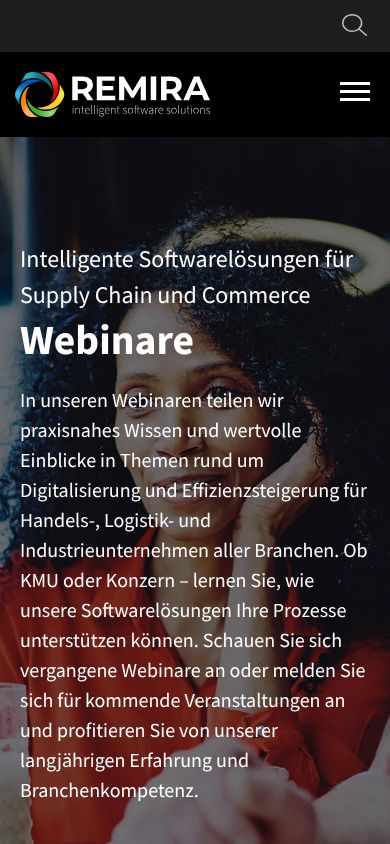 REMIRA
intelligent software solutions
Intelligente Softwarelösungen für
Supply Chain und Commerce
Webinare
In unseren Webinaren teilen wir
praxisnahes Wissen und wertvolle
Einblicke in Themen rund um
Digitalisierung und Effizienzsteigerung für
Handels-, Logistik- und
Industrieunternehmen aller Branchen. Ob
KMU oder Konzern – lernen Sie, wie
unsere Softwarelösungen Ihre Prozesse
unterstützen können. Schauen Sie sich
vergangene Webinare an oder melden Sie
sich für kommende Veranstaltungen an
und profitieren Sie von unserer
langjährigen Erfahrung und
Branchenkompetenz.